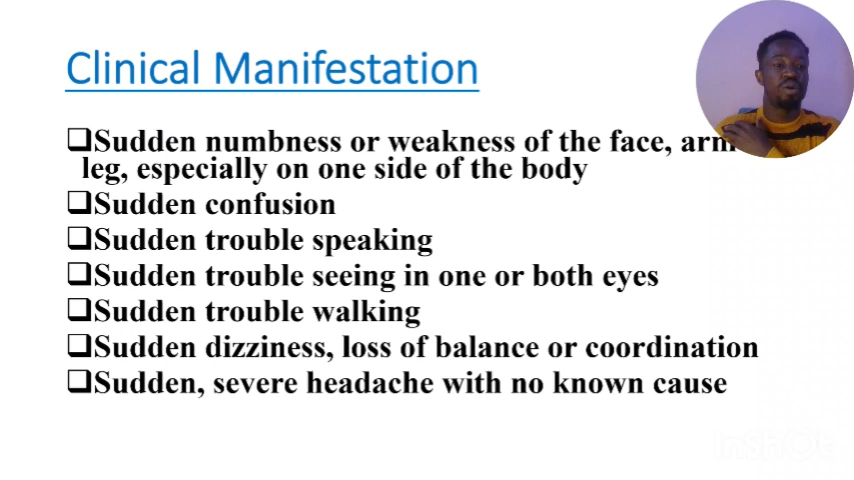 Clinical Manifestation
❑Sudden numbness or weakness of the face, arm
leg, especially on one side of the body
❑Sudden confusion
❑Sudden trouble speaking
❑Sudden trouble seeing in one or both eyes
❑Sudden trouble walking
❑Sudden dizziness, loss of balance or coordination
❑Sudden, severe headache with no known cause
InShOt